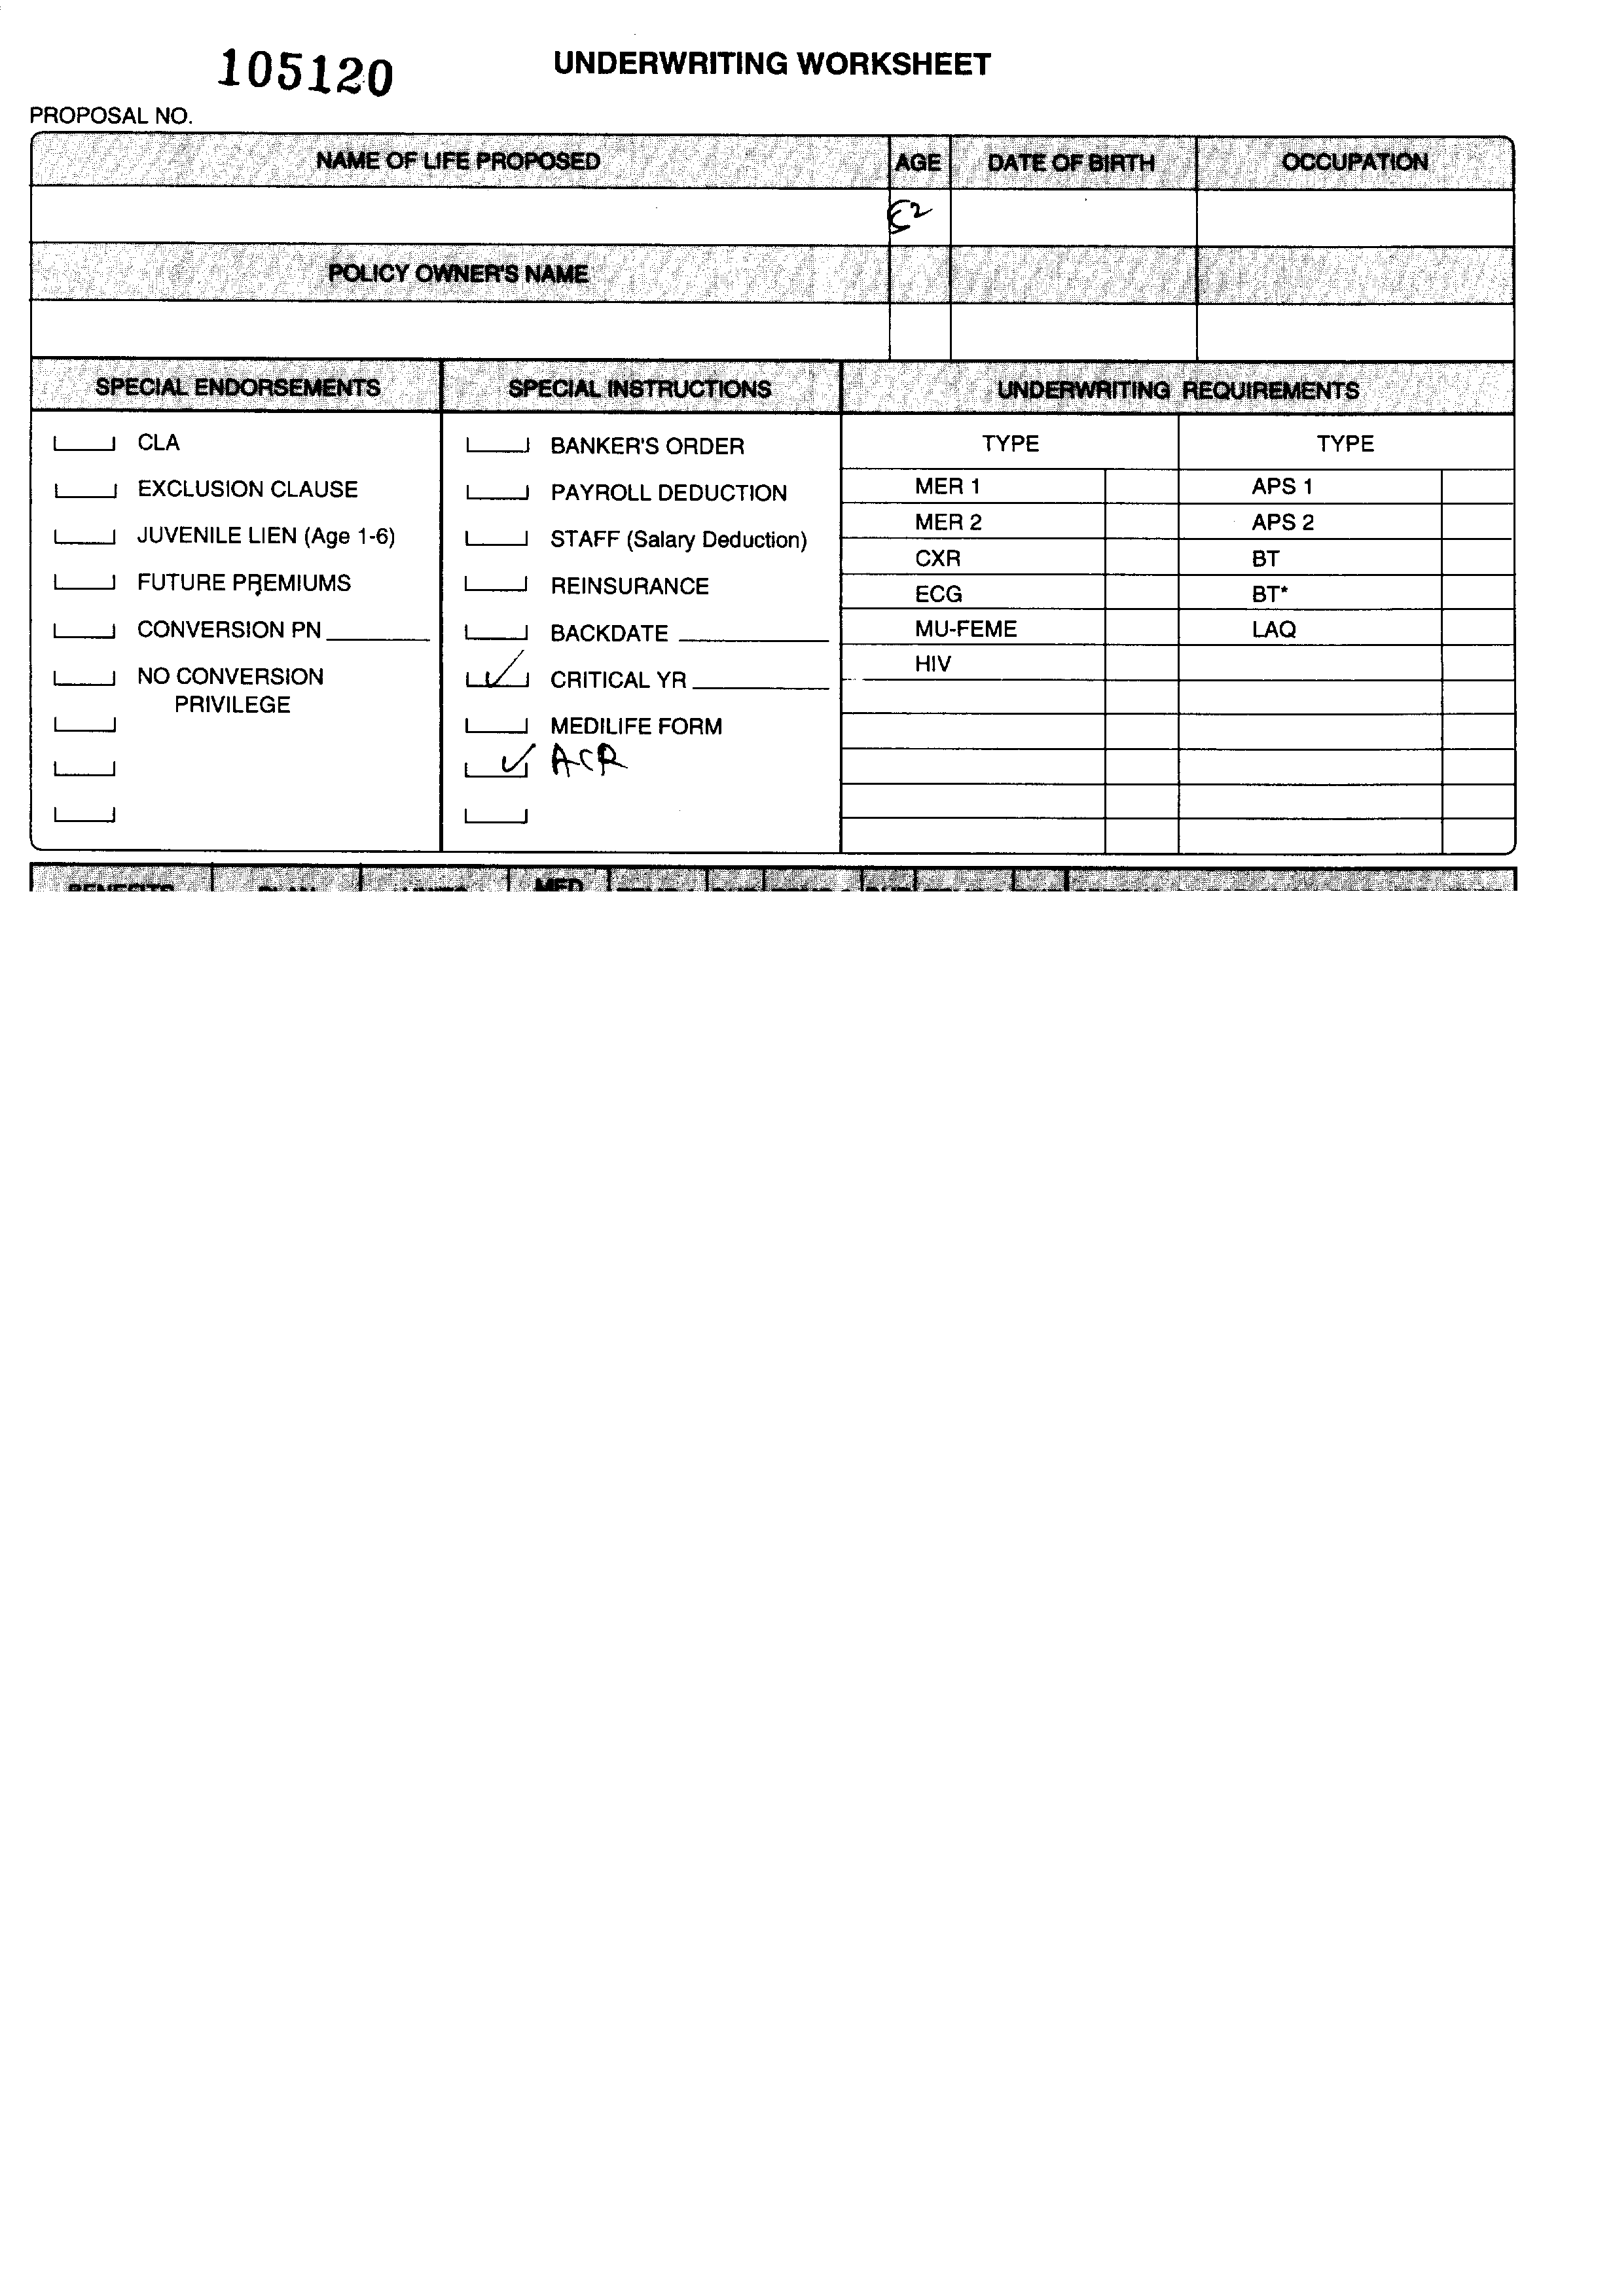 105120
UNDERWRITING WORKSHEET
PROPOSAL NO.
NAME OF LIFE PROPOSED AGE DATE OF BIRTH OCCUPATION
POLICY OWNER'S NAME
SPECIAL ENDORSEMENTS SPECIAL INSTRUCTIONS UNDERWRITING REQUIREMENTS
CLA BANKER'S ORDER TYPE TYPE
EXCLUSION CLAUSE PAYROLL DEDUCTION MER 1 APS 1
JUVENILE LIEN (Age 1-6) STAFF (Salary Deduction) MER 2 APS 2
CXR BT
FUTURE PREMIUMS REINSURANCE ECG BT*
CONVERSION PN BACKDATE MU-FEME LAQ
NO CONVERSION CRITICAL YR HIV
PRIVILEGE
MEDILIFE FORM
ACR
MED